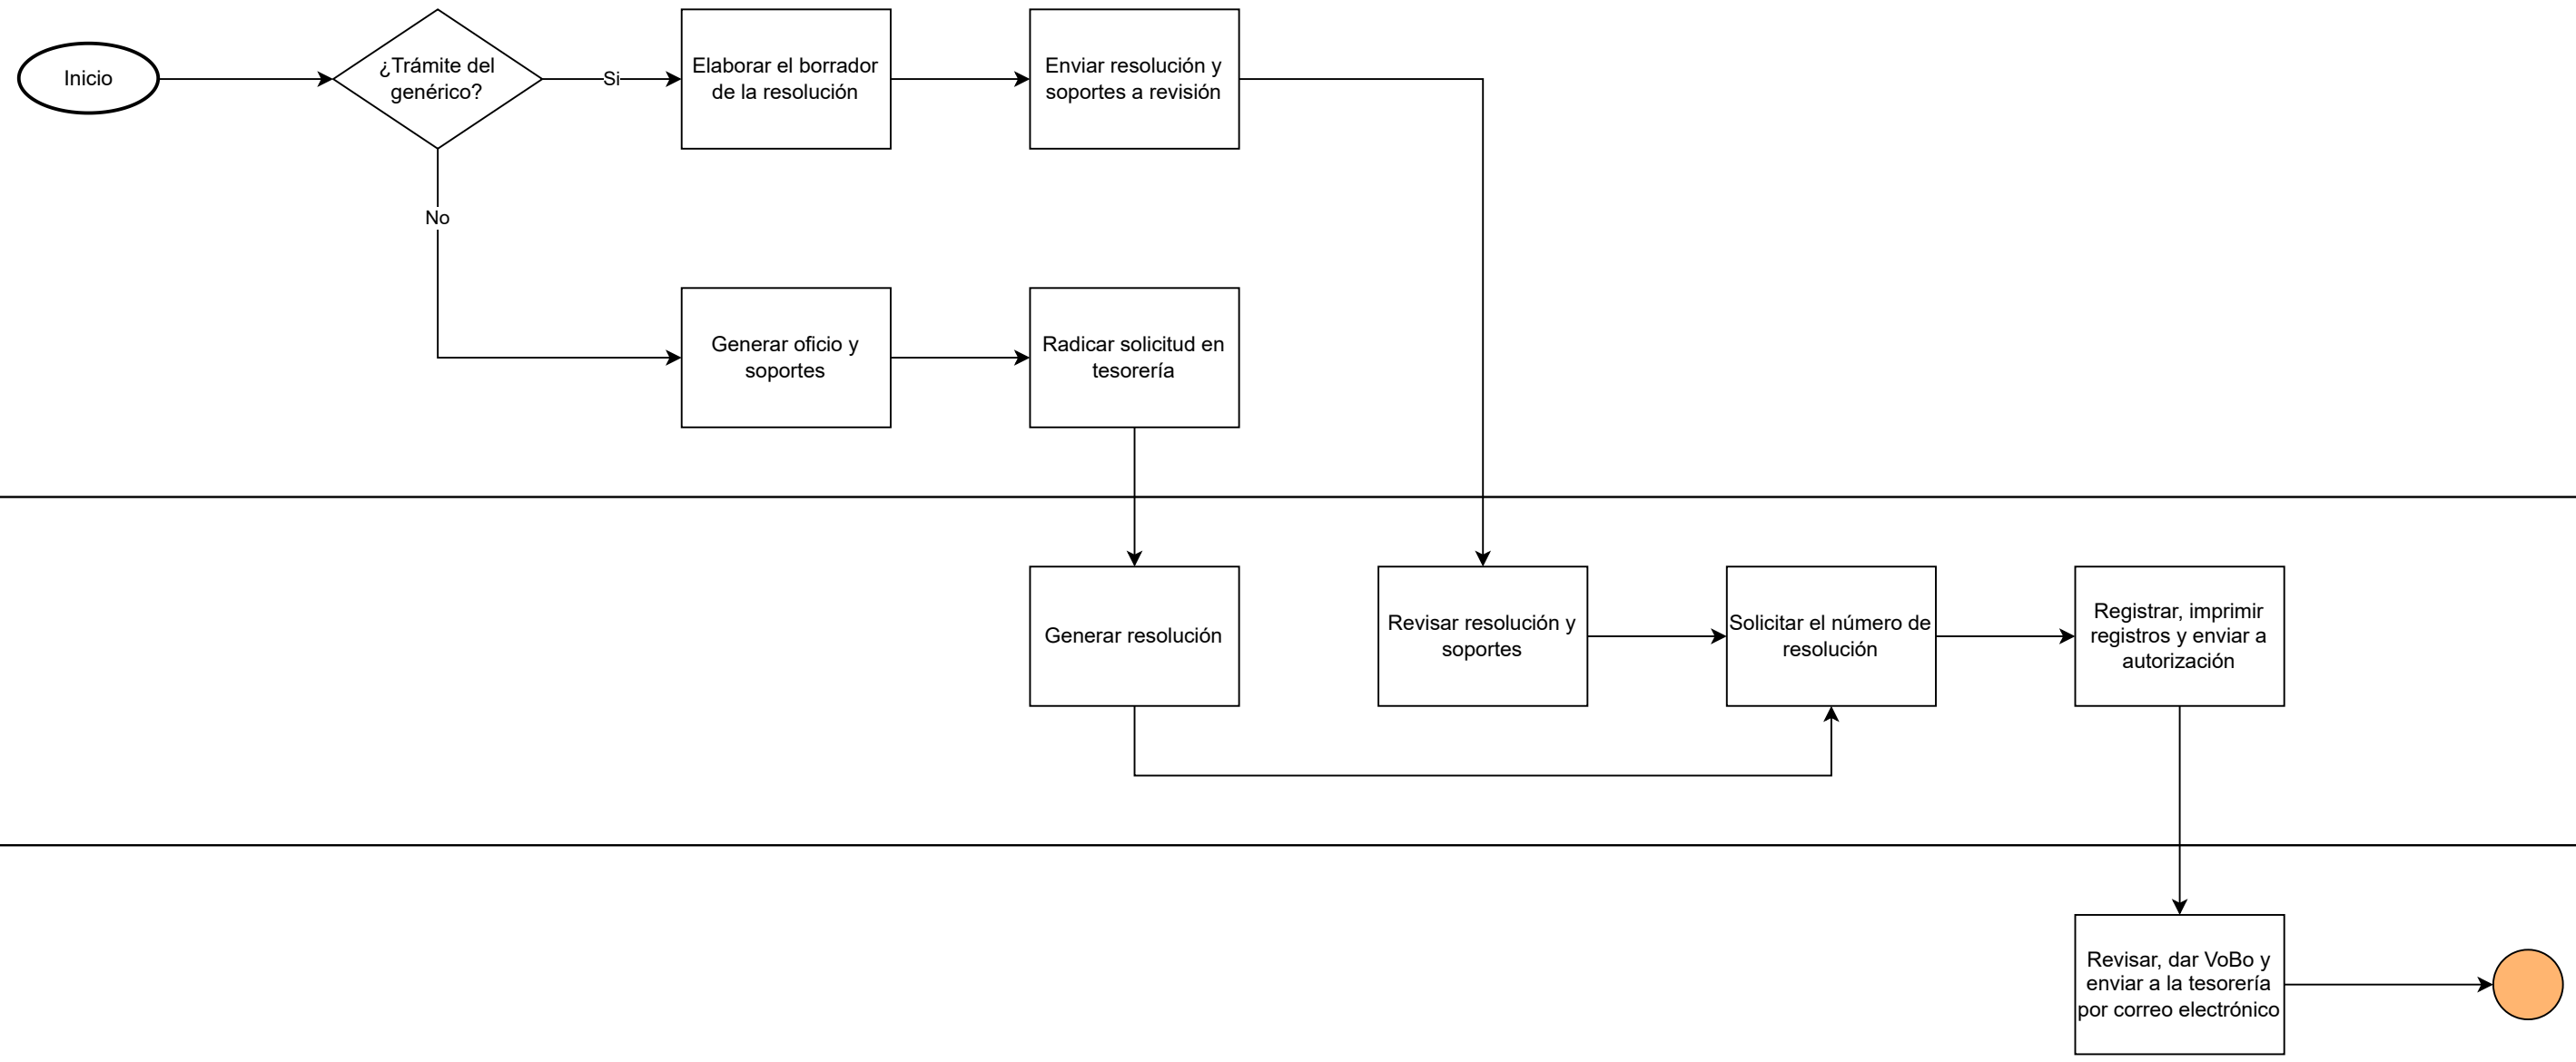 Inicio
¿Trámite del
genérico?
Si
Elaborar el borrador
de la resolución
Enviar resolución y
soportes a revisión
No
Generar oficio y
soportes
Radicar solicitud en
tesorería
Generar resolución
Revisar resolución y
soportes
Solicitar el número de
resolución
Registrar, imprimir
registros y enviar a
autorización
Revisar, dar VoBo y
enviar a la tesorería
por correo electrónico